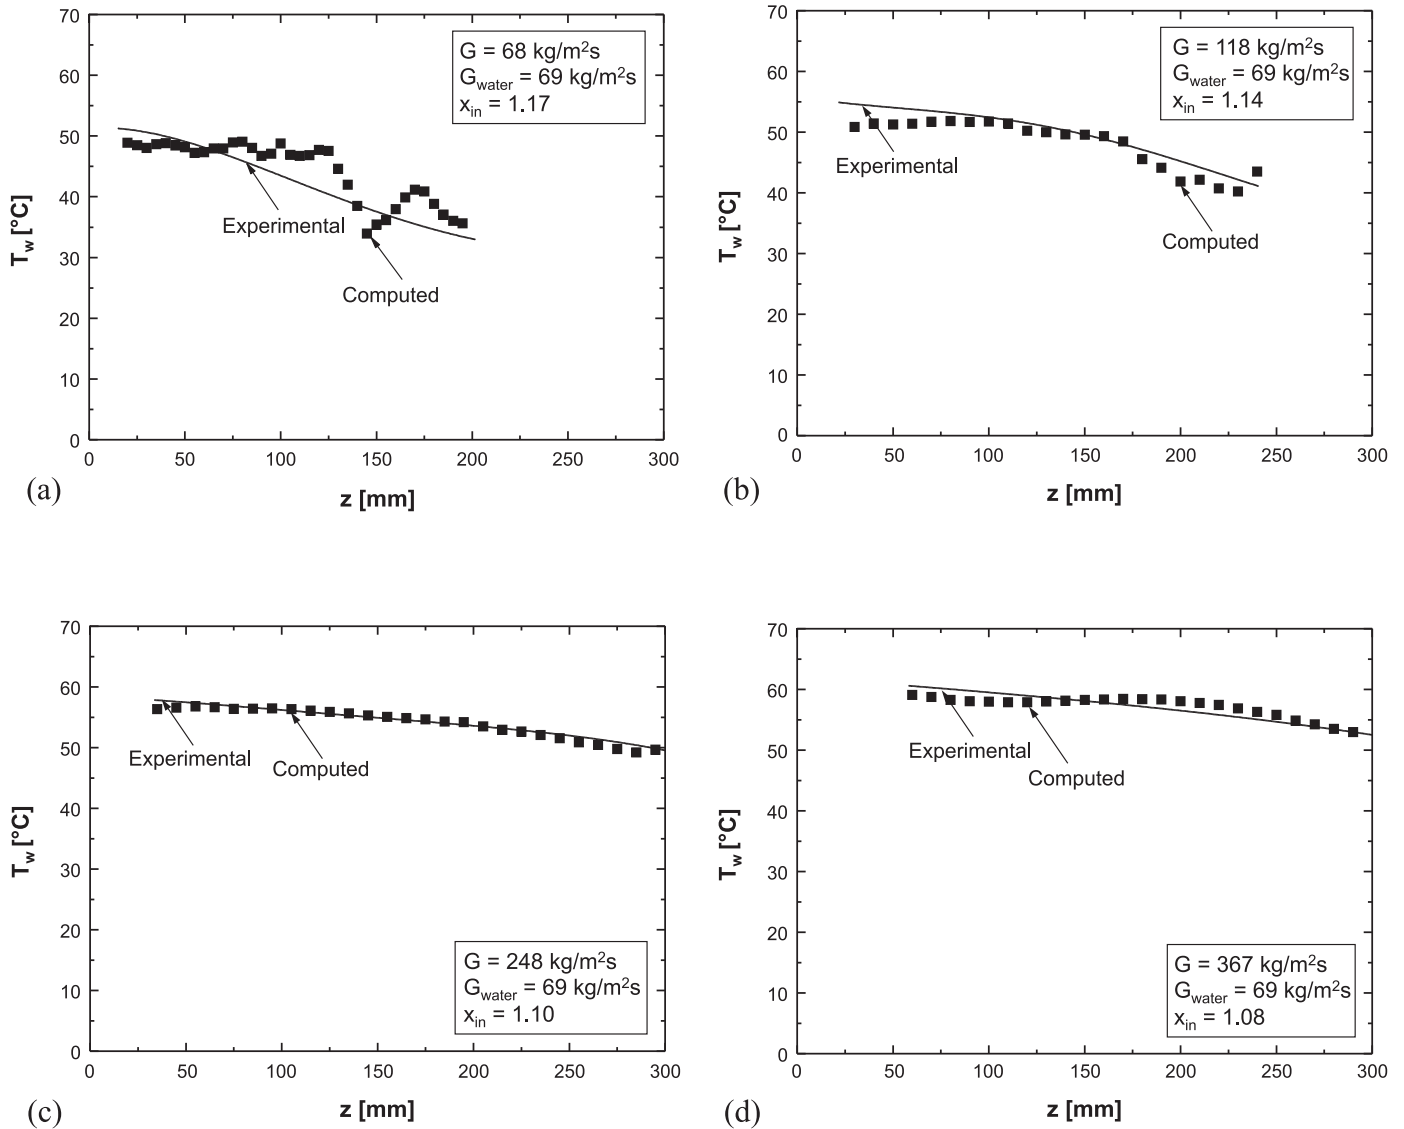 70
60
50
40
30
20
10
0
T_w [°C]
G = 68 kg/m²s
G_water = 69 kg/m²s
x_in = 1.17
Experimental
Computed
0 50 100 150 200 250 300
z [mm]
(a)
70
60
50
40
30
20
10
0
T_w [°C]
G = 118 kg/m²s
G_water = 69 kg/m²s
x_in = 1.14
Experimental
Computed
0 50 100 150 200 250 300
z [mm]
(b)
70
60
50
40
30
20
10
0
T_w [°C]
Experimental
Computed
G = 248 kg/m²s
G_water = 69 kg/m²s
x_in = 1.10
0 50 100 150 200 250 300
z [mm]
(c)
70
60
50
40
30
20
10
0
T_w [°C]
Experimental
Computed
G = 367 kg/m²s
G_water = 69 kg/m²s
x_in = 1.08
0 50 100 150 200 250 300
z [mm]
(d)